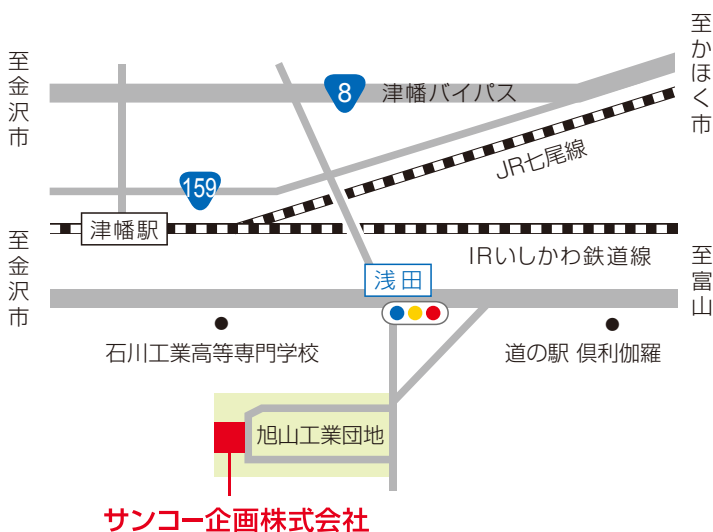 至かほく市
至金沢市
8
津幡バイパス
JR七尾線
159
津幡駅
至金沢市
IRいしかわ鉄道線
至富山
浅田
石川工業高等専門学校
道の駅 倶利伽羅
旭山工業団地
サンコー企画株式会社